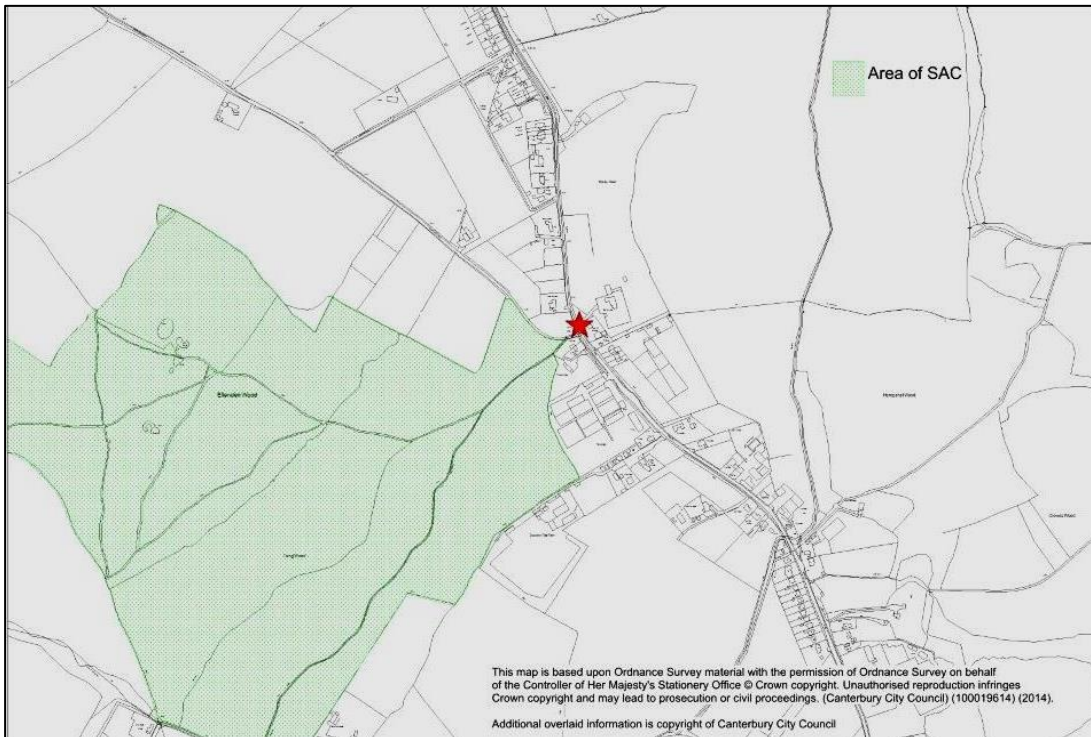 Area of SAC
Ellenden Wood
This map is based upon Ordnance Survey material with the permission of Ordnance Survey on behalf
of the Controller of Her Majesty's Stationery Office © Crown copyright. Unauthorised reproduction infringes
Crown copyright and may lead to prosecution or civil proceedings. (Canterbury City Council) (100019614) (2014).
Additional overlaid information is copyright of Canterbury City Council